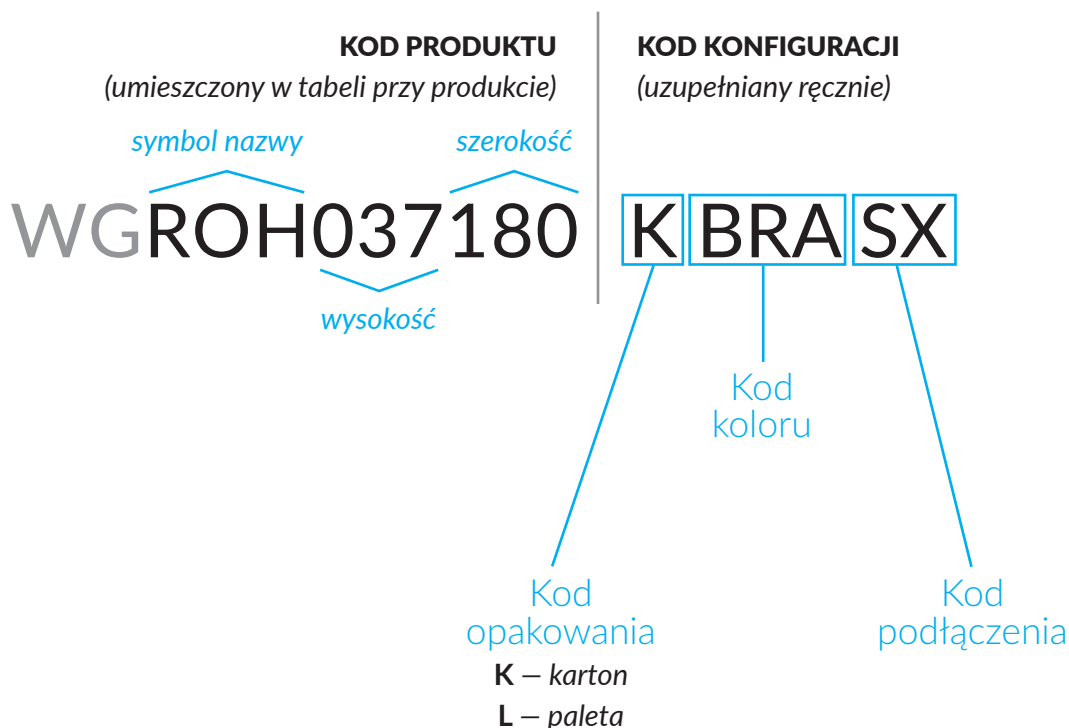 KOD PRODUKTU
(umieszczony w tabeli przy produkcie)
KOD KONFIGURACJI
(uzupełniany ręcznie)
symbol nazwy
szerokość
WGROH037180
K BRA SX
wysokość
Kod
koloru
Kod
opakowania
K — karton
L — paleta
Kod
podłączenia